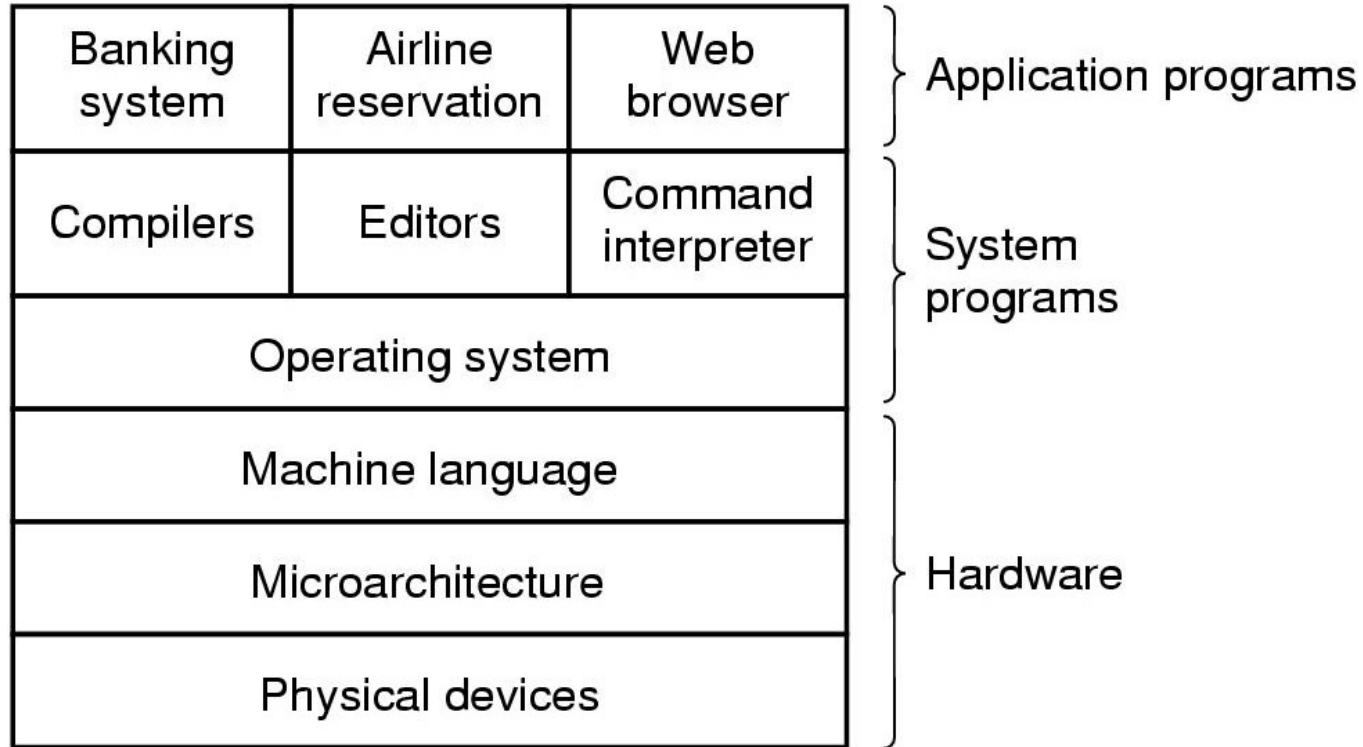 Banking
system
Airline
reservation
Web
browser
Application programs
Compilers
Editors
Command
interpreter
System
programs
Operating system
Machine language
Microarchitecture
Hardware
Physical devices